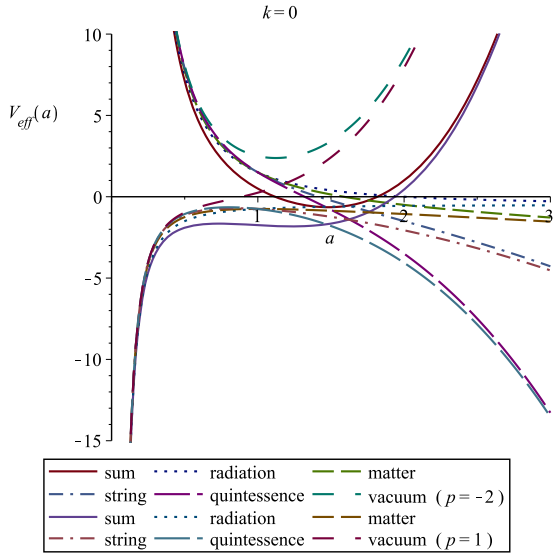 k = 0
10
V_eff(a)
5
0
1
2
3
a
−5
−10
−15
sum radiation matter
string quintessence vacuum ( p = −2 )
sum radiation matter
string quintessence vacuum ( p = 1 )